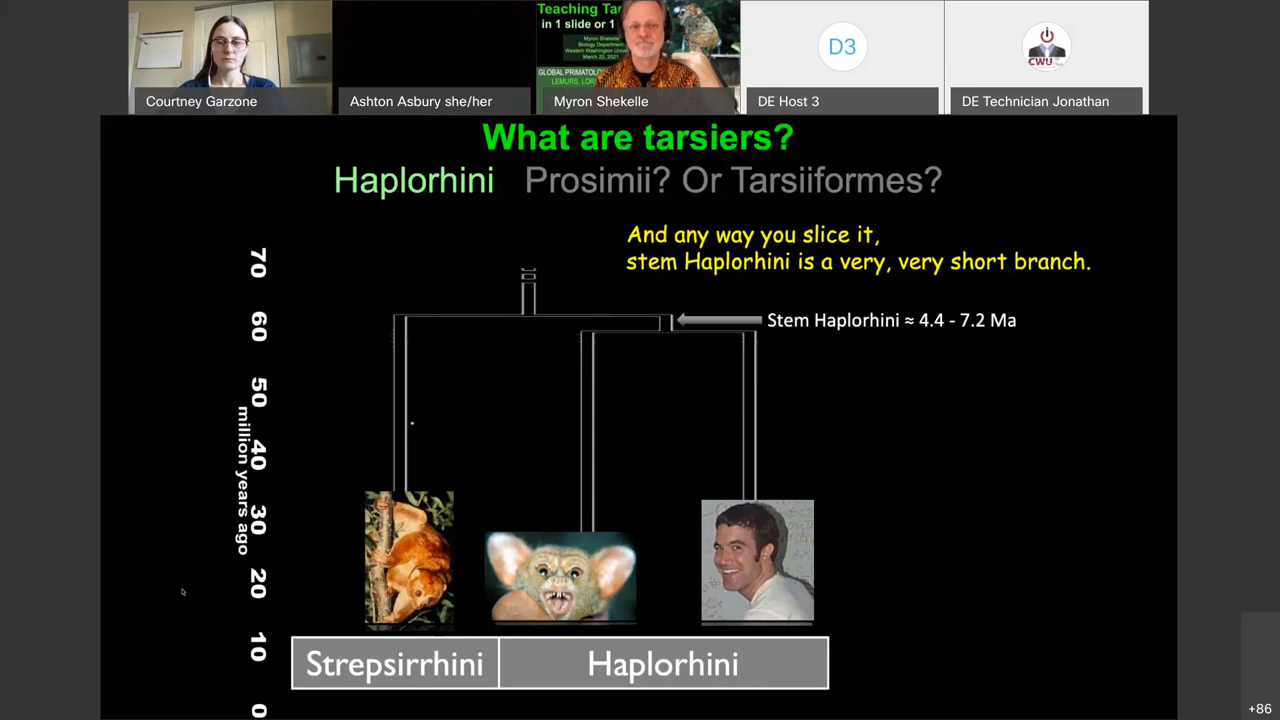 Courtney Garzone
Ashton Asbury she/her
Teaching Tar
in 1 slide or 1
Myron Shekelle
Biology Department
Western Washington Unive
March 22, 2021
GLOBAL PRIMATOLO
Myron Shekelle
D3
DE Host 3
CWU
DE Technician Jonathan
What are tarsiers?
Haplorhini Prosimii? Or Tarsiiformes?
And any way you slice it,
stem Haplorhini is a very, very short branch.
Stem Haplorhini ≈ 4.4 - 7.2 Ma
70
60
50
40
30
20
10
0
million years ago
Strepsirrhini
Haplorhini
+86